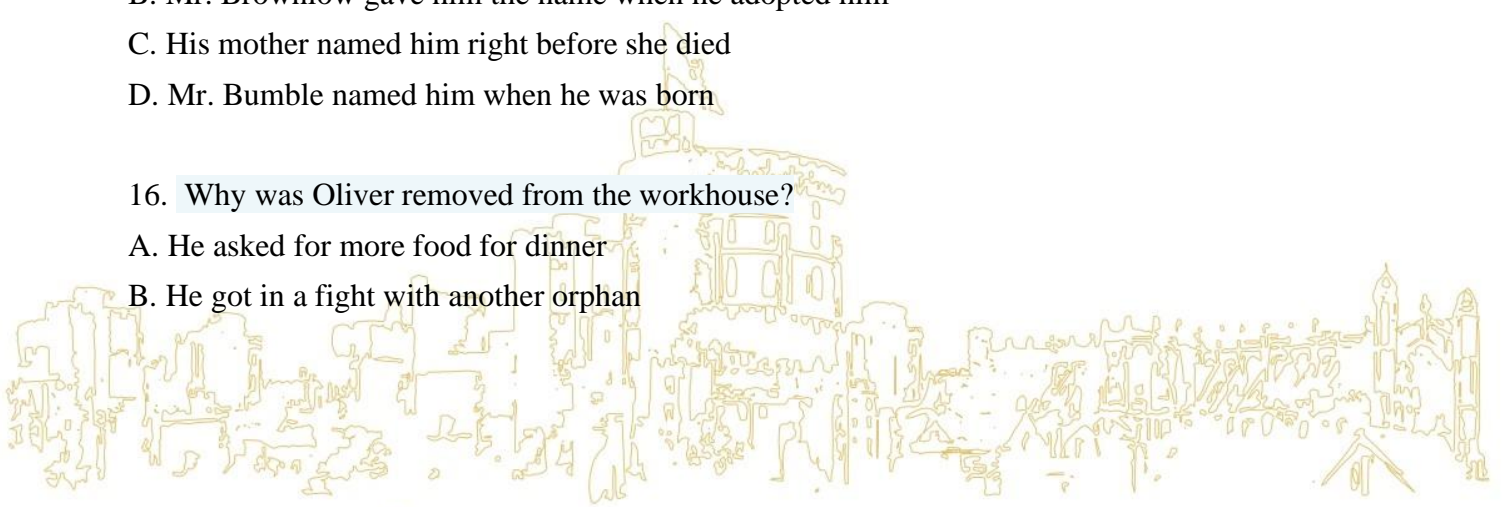 C. His mother named him right before she died
D. Mr. Bumble named him when he was born
16. Why was Oliver removed from the workhouse?
A. He asked for more food for dinner
B. He got in a fight with another orphan